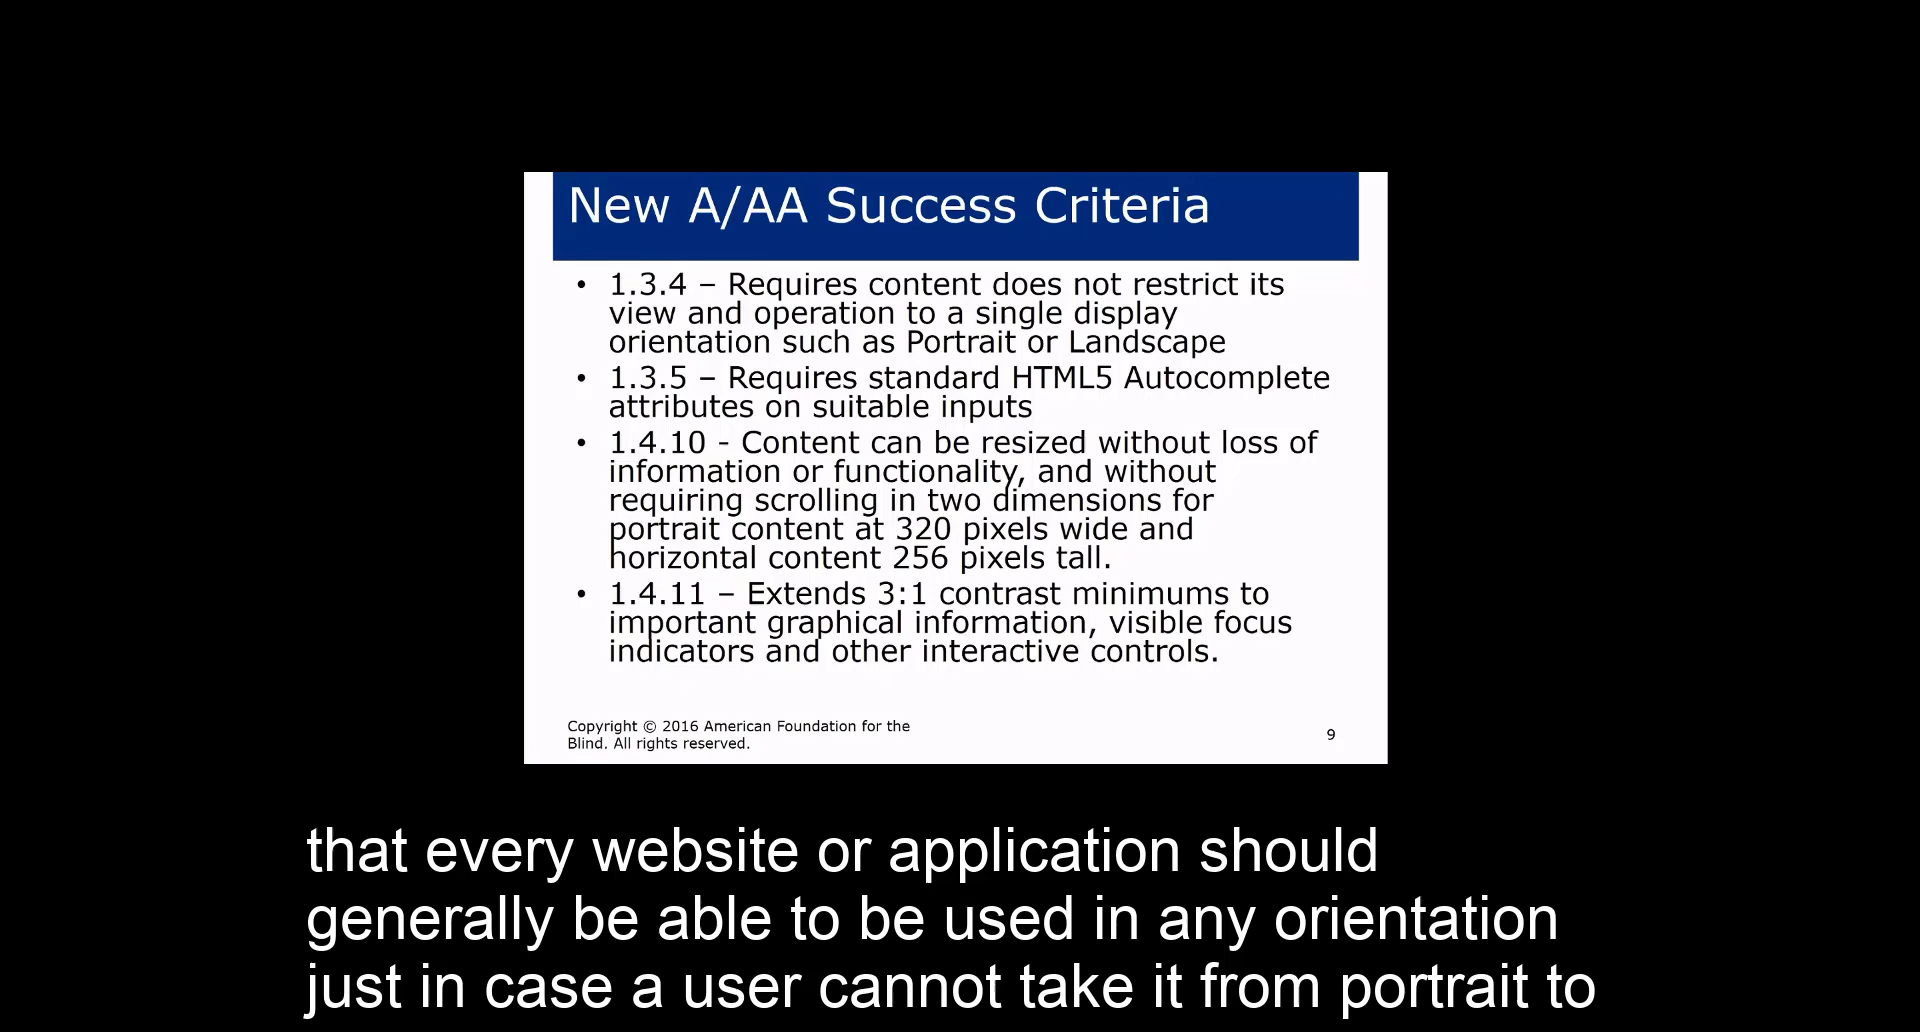 New A/AA Success Criteria
• 1.3.4 – Requires content does not restrict its
view and operation to a single display
orientation such as Portrait or Landscape
• 1.3.5 – Requires standard HTML5 Autocomplete
attributes on suitable inputs
• 1.4.10 - Content can be resized without loss of
information or functionality, and without
requiring scrolling in two dimensions for
portrait content at 320 pixels wide and
horizontal content 256 pixels tall.
• 1.4.11 – Extends 3:1 contrast minimums to
important graphical information, visible focus
indicators and other interactive controls.
Copyright © 2016 American Foundation for the
Blind. All rights reserved.
9
that every website or application should
generally be able to be used in any orientation
just in case a user cannot take it from portrait to